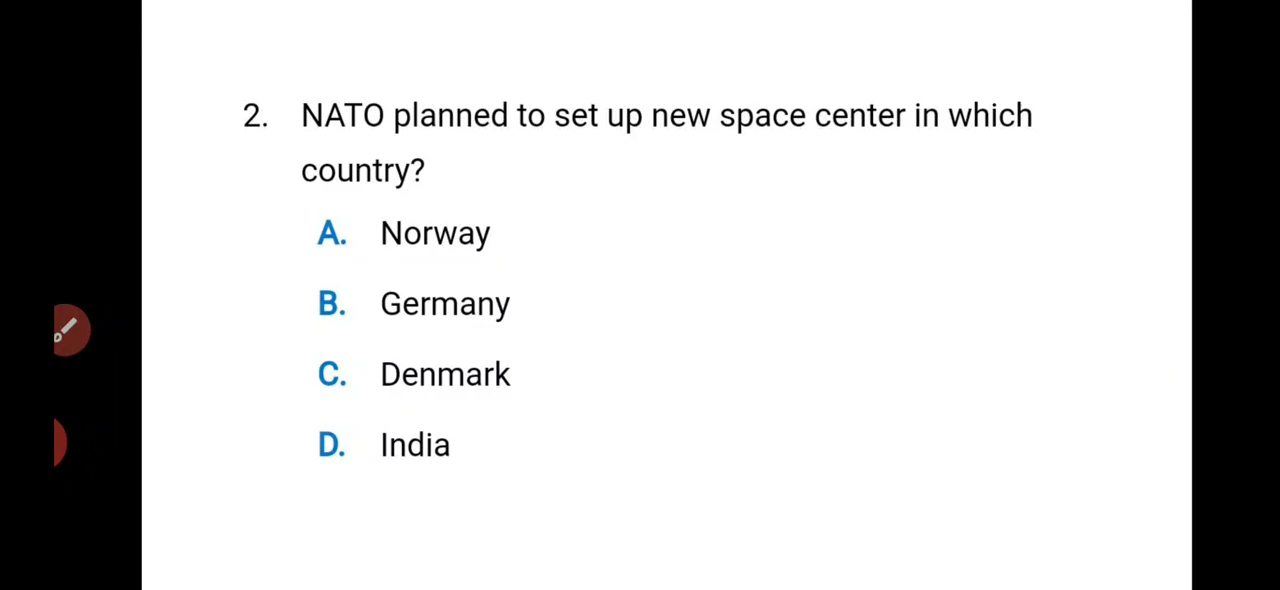 2. NATO planned to set up new space center in which
country?
A. Norway
B. Germany
C. Denmark
D. India